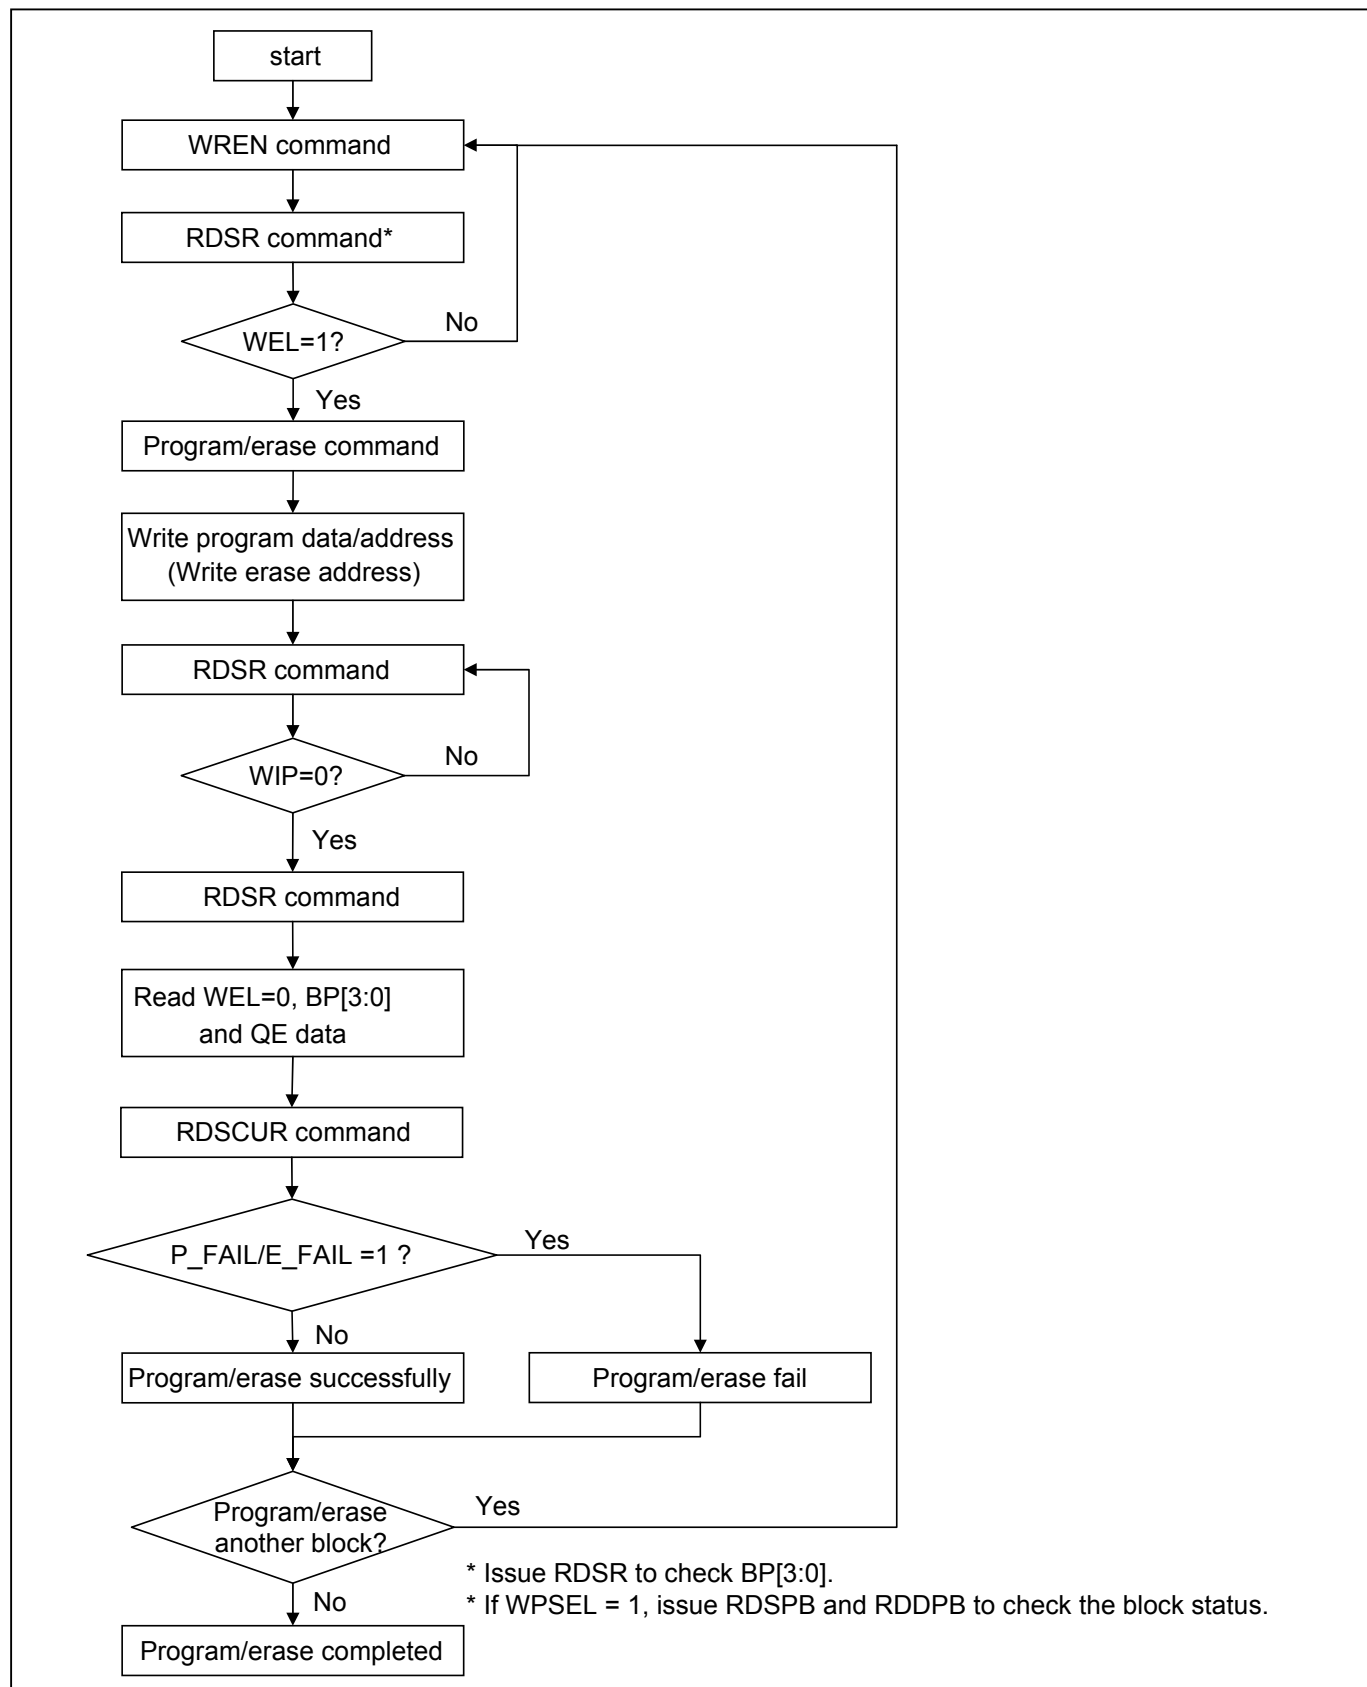 start
WREN command
RDSR command*
WEL=1?
No
Yes
Program/erase command
Write program data/address
(Write erase address)
RDSR command
WIP=0?
No
Yes
RDSR command
Read WEL=0, BP[3:0]
and QE data
RDSCUR command
P_FAIL/E_FAIL =1 ?
Yes
No
Program/erase successfully
Program/erase fail
Program/erase
another block?
Yes
* Issue RDSR to check BP[3:0].
* If WPSEL = 1, issue RDSPB and RDDPB to check the block status.
No
Program/erase completed